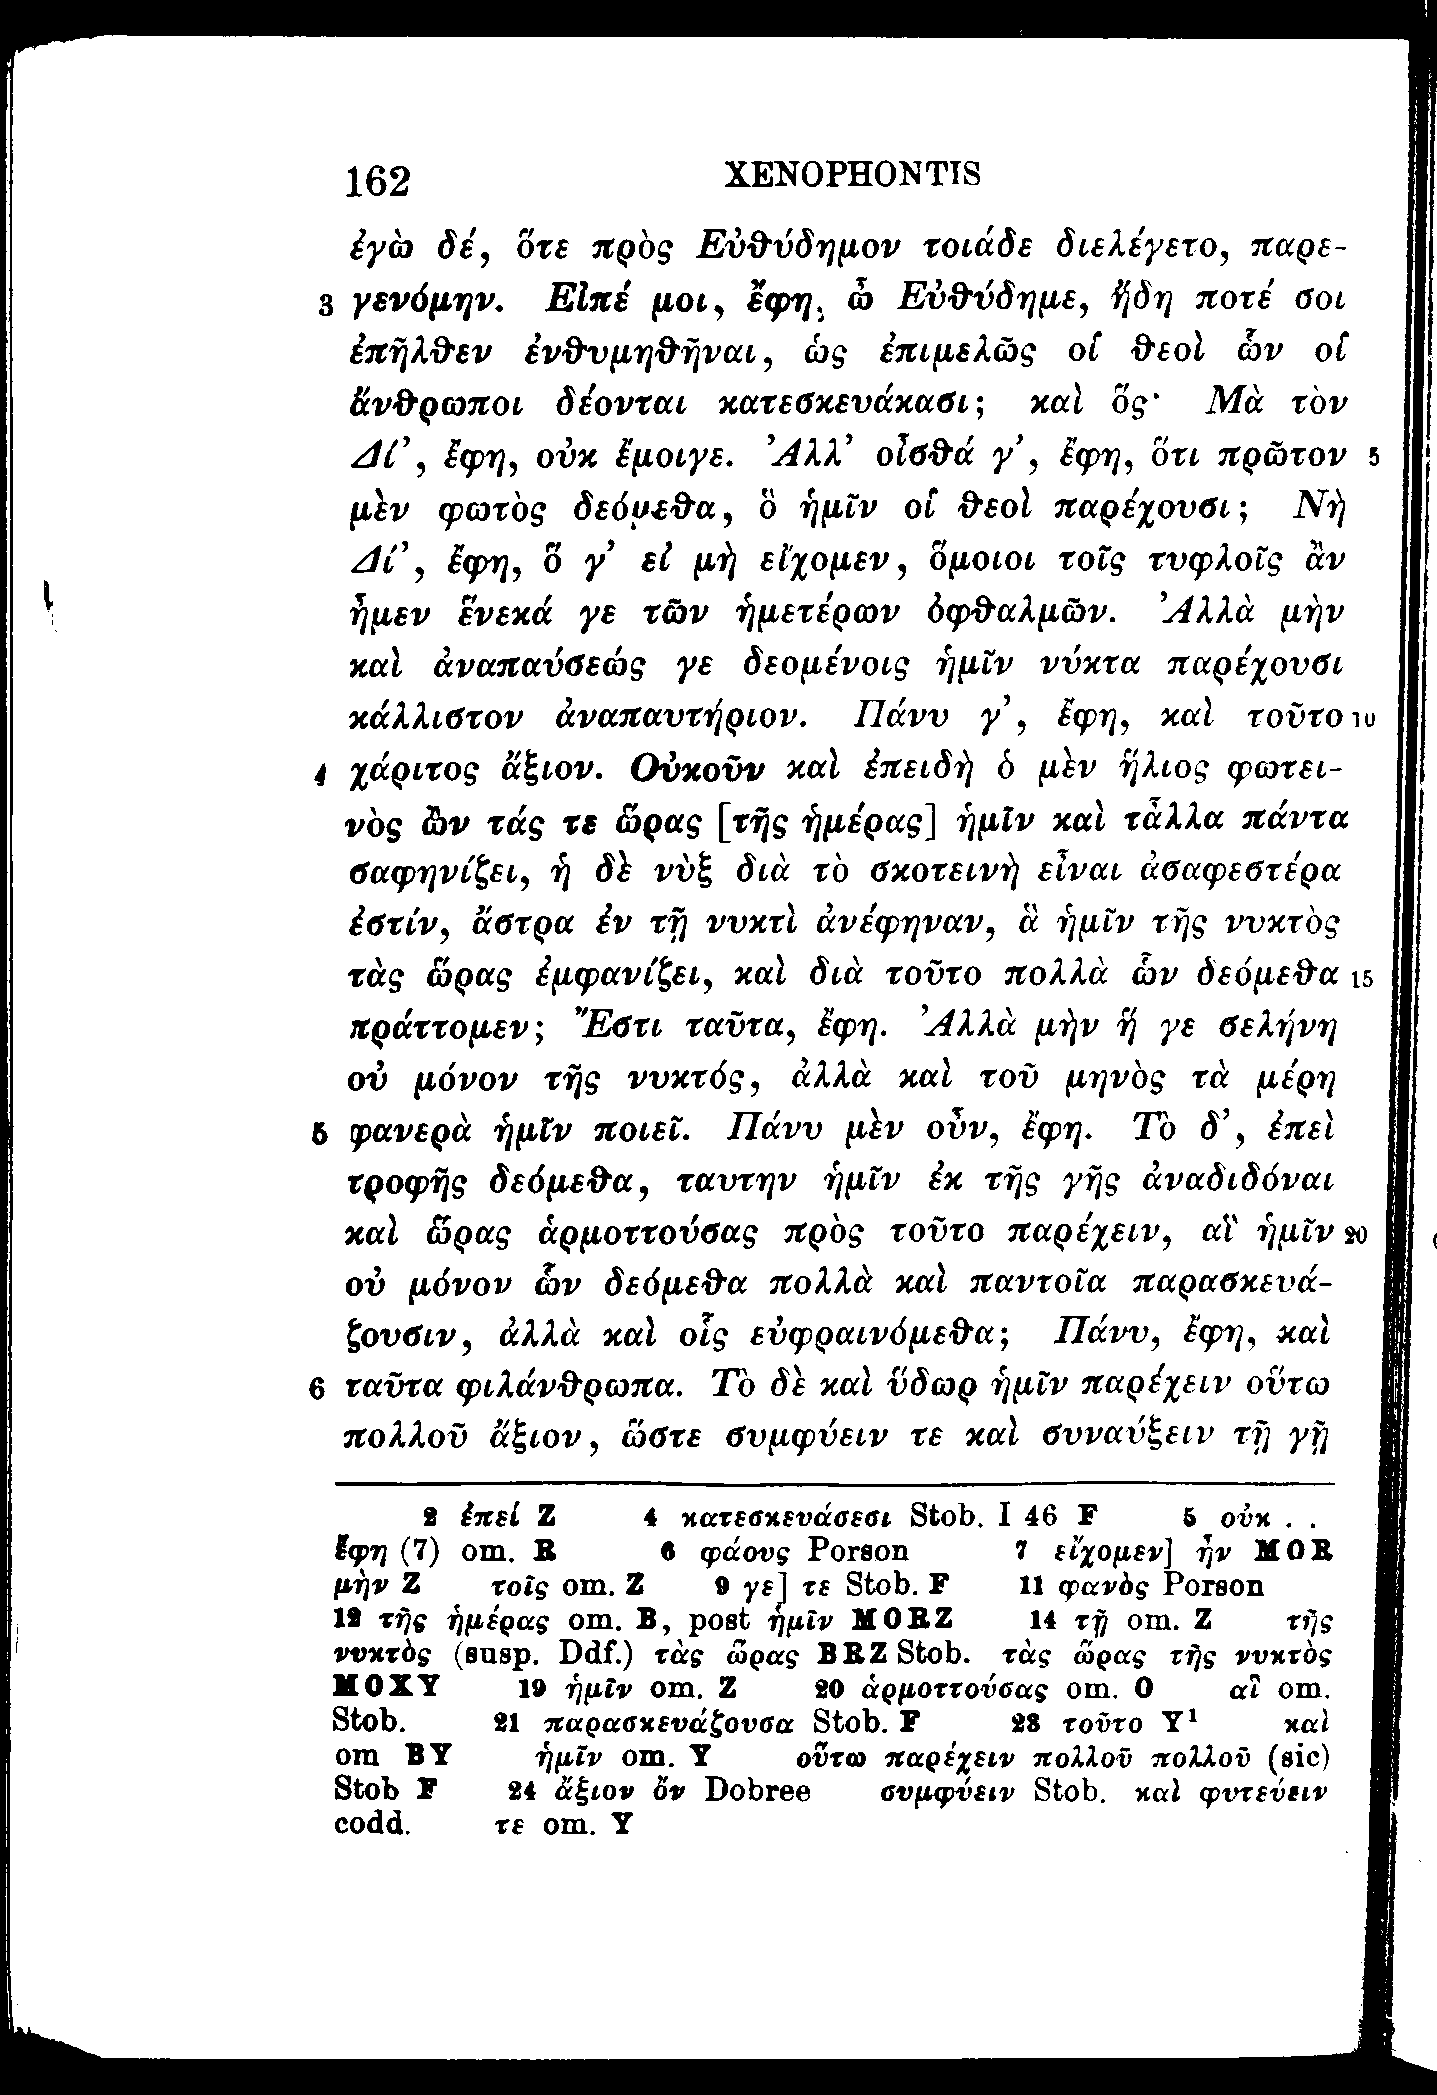 162 XENOPHONTIS
ἐγὼ δέ, ὅτε πρὸς Εὐθύδημον τοιάδε διελέγετο, παρε-
3 γενόμην. Εἰπέ μοι, ἔφη, ὦ Εὐθύδημε, ἤδη ποτέ σοι
ἐπῆλθεν ἐνθυμηθῆναι, ὡς ἐπιμελῶς οἱ θεοὶ ὧν οἱ
ἄνθρωποι δέονται κατεσκευάκασι; καὶ ὅς· Μὰ τὸν
Δί’, ἔφη, οὐκ ἔμοιγε. Ἀλλ’ οἶσθά γ’, ἔφη, ὅτι πρῶτον 5
μὲν φωτὸς δεόμεθα, ὃ ἡμῖν οἱ θεοὶ παρέχουσι; Νὴ
Δί’, ἔφη, ὅ γ’ εἰ μὴ εἴχομεν, ὅμοιοι τοῖς τυφλοῖς ἂν
ἦμεν ἕνεκά γε τῶν ἡμετέρων ὀφθαλμῶν. Ἀλλὰ μὴν
καὶ ἀναπαύσεώς γε δεομένοις ἡμῖν νύκτα παρέχουσι
κάλλιστον ἀναπαυτήριον. Πάνυ γ’, ἔφη, καὶ τοῦτο 10
4 χάριτος ἄξιον. Οὐκοῦν καὶ ἐπειδὴ ὁ μὲν ἥλιος φωτει-
νὸς ὢν τάς τε ὥρας [τῆς ἡμέρας] ἡμῖν καὶ τἆλλα πάντα
σαφηνίζει, ἡ δὲ νὺξ διὰ τὸ σκοτεινὴ εἶναι ἀσαφεστέρα
ἐστίν, ἄστρα ἐν τῇ νυκτὶ ἀνέφηναν, ἃ ἡμῖν τῆς νυκτὸς
τὰς ὥρας ἐμφανίζει, καὶ διὰ τοῦτο πολλὰ ὧν δεόμεθα 15
πράττομεν; Ἔστι ταῦτα, ἔφη. Ἀλλὰ μὴν ἥ γε σελήνη
οὐ μόνον τῆς νυκτός, ἀλλὰ καὶ τοῦ μηνὸς τὰ μέρη
5 φανερὰ ἡμῖν ποιεῖ. Πάνυ μὲν οὖν, ἔφη. Τὸ δ’, ἐπεὶ
τροφῆς δεόμεθα, ταυτην ἡμῖν ἐκ τῆς γῆς ἀναδιδόναι
καὶ ὥρας ἁρμοττούσας πρὸς τοῦτο παρέχειν, αἳ ἡμῖν 20
οὐ μόνον ὧν δεόμεθα πολλὰ καὶ παντοῖα παρασκευά-
ζουσιν, ἀλλὰ καὶ οἷς εὐφραινόμεθα; Πάνυ, ἔφη, καὶ
6 ταῦτα φιλάνθρωπα. Τὸ δὲ καὶ ὕδωρ ἡμῖν παρέχειν οὕτω
πολλοῦ ἄξιον, ὥστε συμφύειν τε καὶ συναύξειν τῇ γῇ
2 ἐπεί Z 4 κατεσκευάσεσι Stob. I 46 F 5 οὐκ . .
ἔφη (7) om. R 6 φάους Porson 7 εἴχομεν] ἦν MOR
μὴν Z τοῖς om. Z 9 γε] τε Stob. F 11 φανὸς Porson
12 τῆς ἡμέρας om. B, post ἡμῖν MORZ 14 τῇ om. Z τῆς
νυκτὸς (susp. Ddf.) τὰς ὥρας BRZ Stob. τὰς ὥρας τῆς νυκτὸς
MOXY 19 ἡμῖν om. Z 20 ἁρμοττούσας om. O αἳ om.
Stob. 21 παρασκευάζουσα Stob. F 23 τοῦτο Y¹ καὶ
om BY ἡμῖν om. Y οὕτω παρέχειν πολλοῦ πολλοῦ (sic)
Stob F 24 ἄξιον ὂν Dobree συμφύειν Stob. καὶ φυτεύειν
codd. τε om. Y